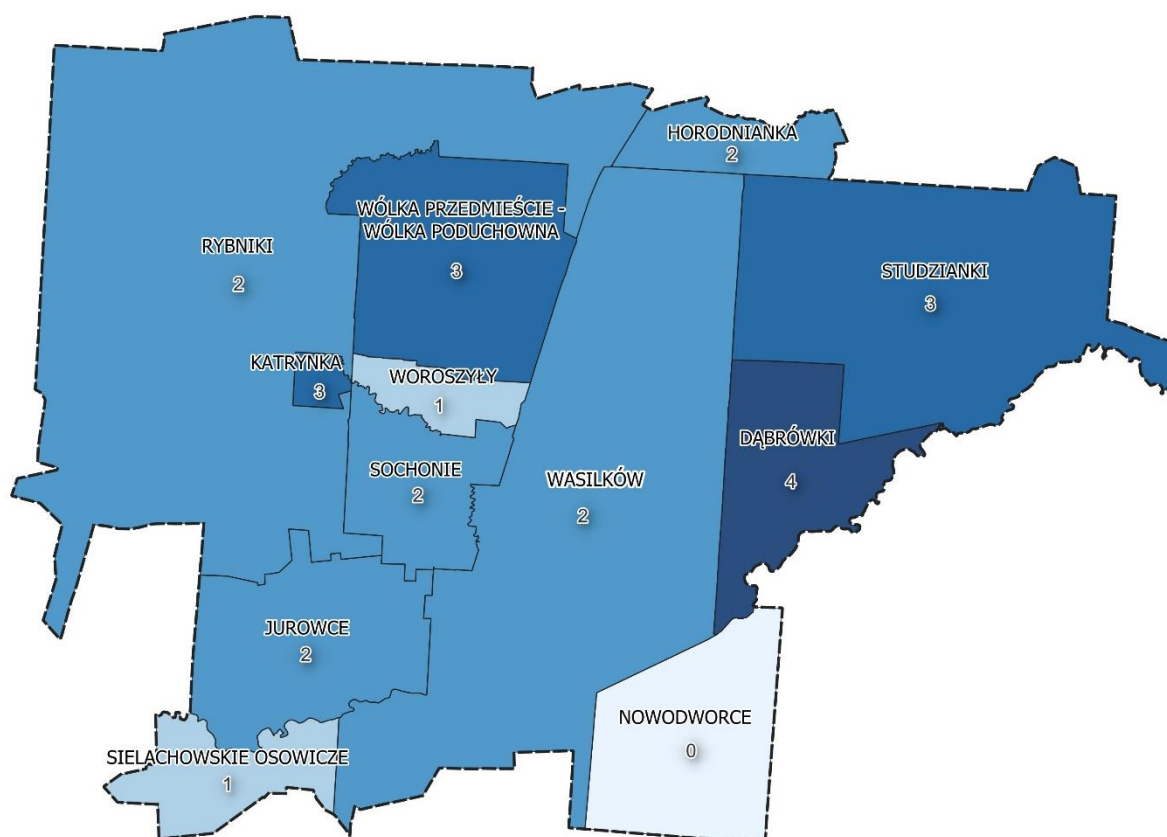 HORODNIANKA
2
WÓLKA PRZEDMIEŚCIE -
WÓLKA PODUCHOWNA
3
RYBNIKI
2
STUDZIANKI
3
KATRYNKA
3
WOROSZYŁY
1
DĄBRÓWKI
4
SOCHONIE
2
WASILKÓW
2
JUROWCE
2
NOWODWORCE
0
SIELACHOWSKIE OSOWICZE
1